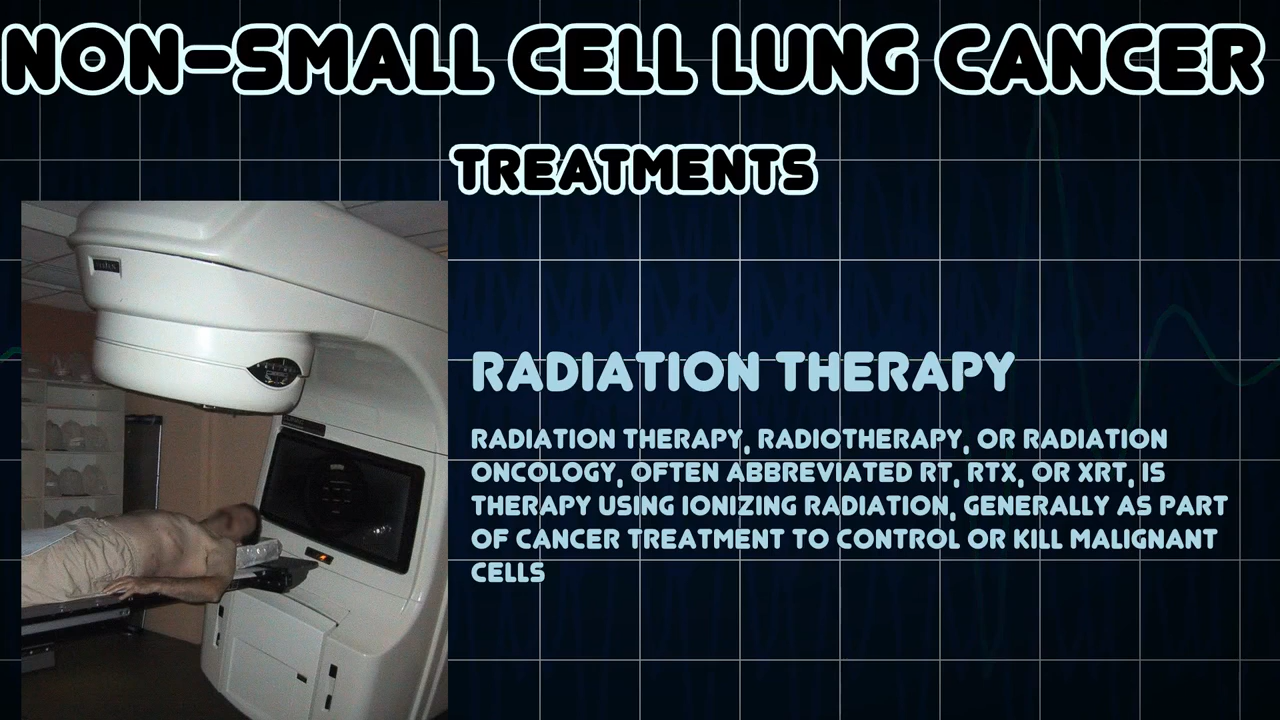 NON-SMALL CELL LUNG CANCER
TREATMENTS
RADIATION THERAPY
RADIATION THERAPY, RADIOTHERAPY, OR RADIATION
ONCOLOGY, OFTEN ABBREVIATED RT, RTX, OR XRT, IS
THERAPY USING IONIZING RADIATION, GENERALLY AS PART
OF CANCER TREATMENT TO CONTROL OR KILL MALIGNANT
CELLS